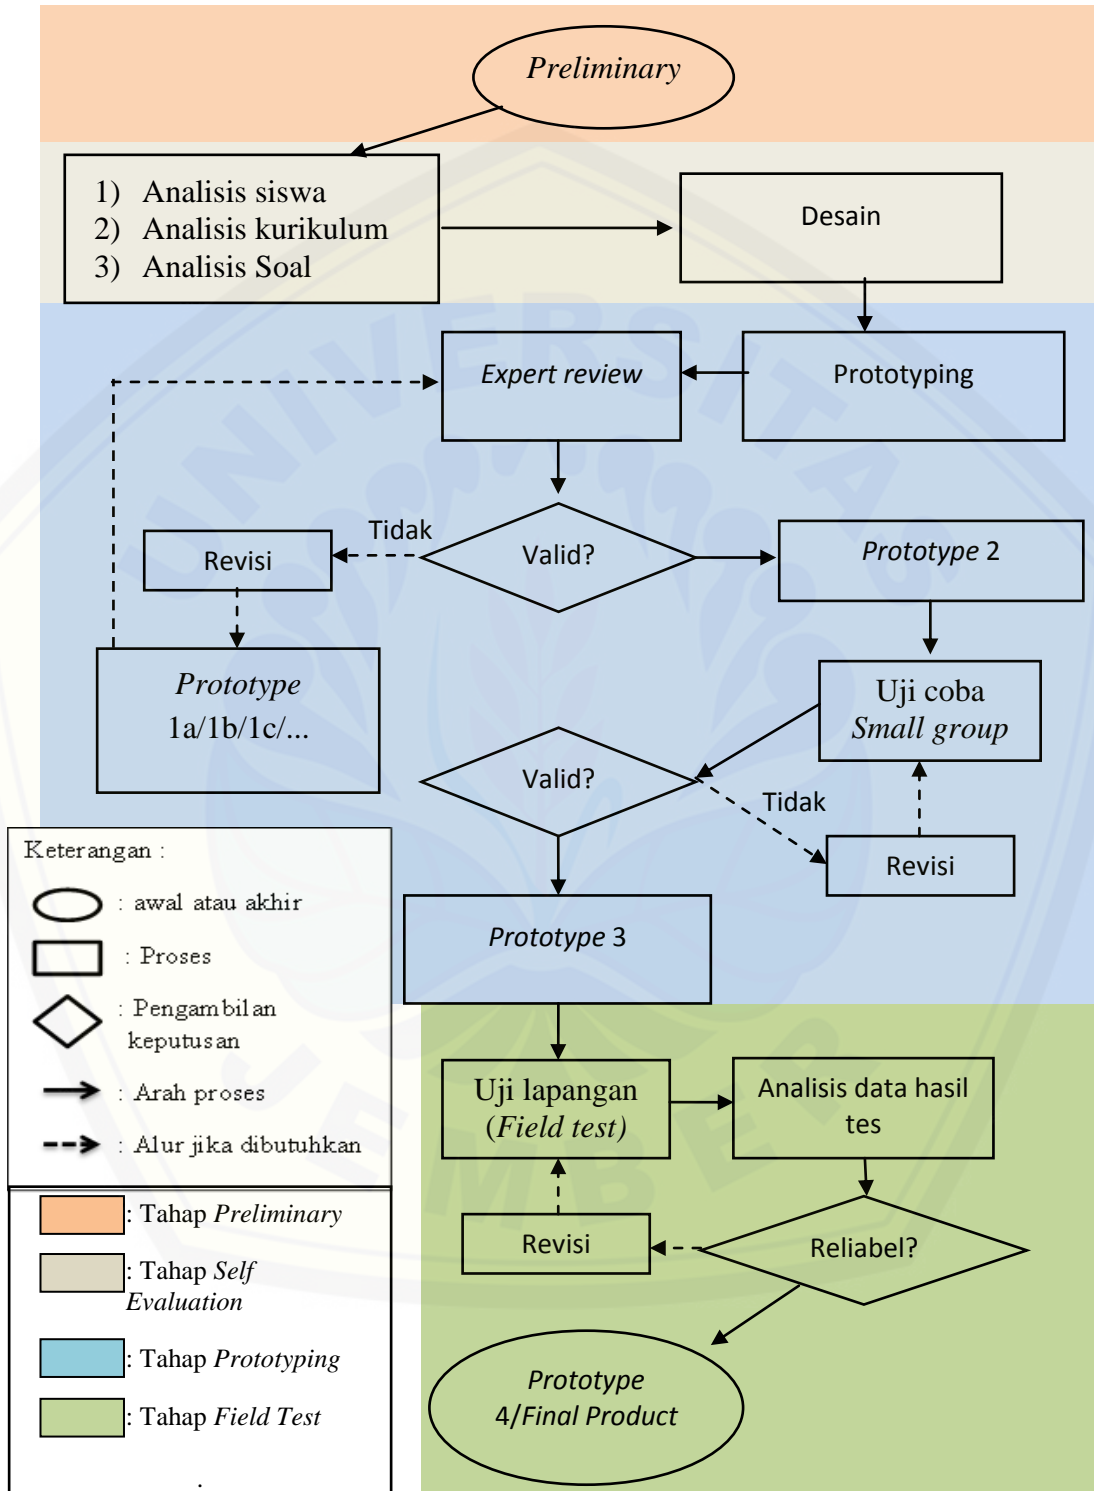 Preliminary
1) Analisis siswa
2) Analisis kurikulum
3) Analisis Soal
Desain
Expert review
Prototyping
Tidak
Revisi
Valid?
Prototype 2
Prototype
1a/1b/1c/...
Uji coba
Small group
Valid?
Tidak
Revisi
Prototype 3
Uji lapangan
(Field test)
Analisis data hasil
tes
Revisi
Reliabel?
Prototype
4/Final Product
Keterangan :
: awal atau akhir
: Proses
: Pengambilan
keputusan
: Arah proses
: Alur jika dibutuhkan
: Tahap Preliminary
: Tahap Self
Evaluation
: Tahap Prototyping
: Tahap Field Test
.
UNIVERSITAS
JEMBER